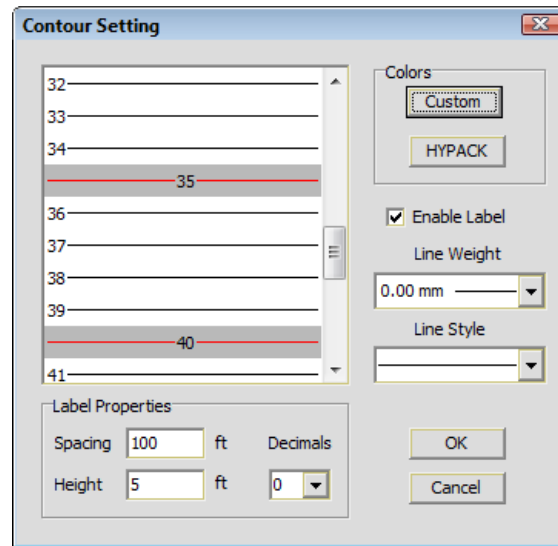 Contour Setting
32
33
34
35
36
37
38
39
40
41
Colors
Custom
HYPACK
Enable Label
Line Weight
0.00 mm
Line Style
Label Properties
Spacing 100 ft Decimals
Height 5 ft 0
OK
Cancel